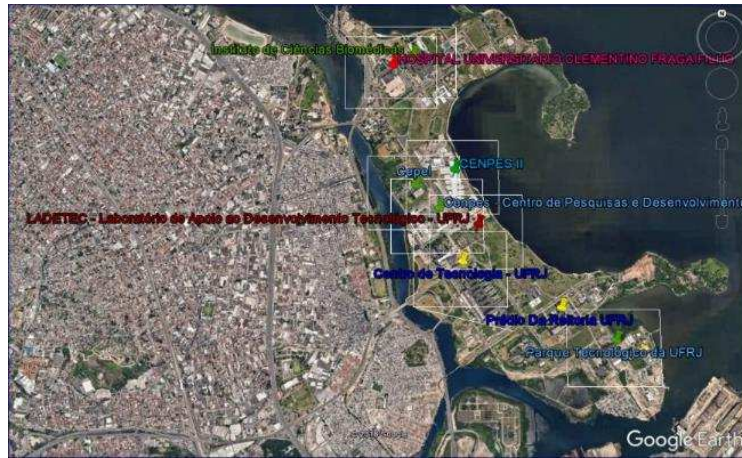 Instituto de Ciências Biomédicas
HOSPITAL UNIVERSITÁRIO CLEMENTINO FRAGA FILHO
CENPES II
Cepel
Cenpes - Centro de Pesquisas e Desenvolvimento
LADETEC - Laboratório de Apoio ao Desenvolvimento Tecnológico - UFRJ
Centro de Tecnologia - UFRJ
Prédio Da Reitoria UFRJ
Parque Tecnológico da UFRJ
Google Earth